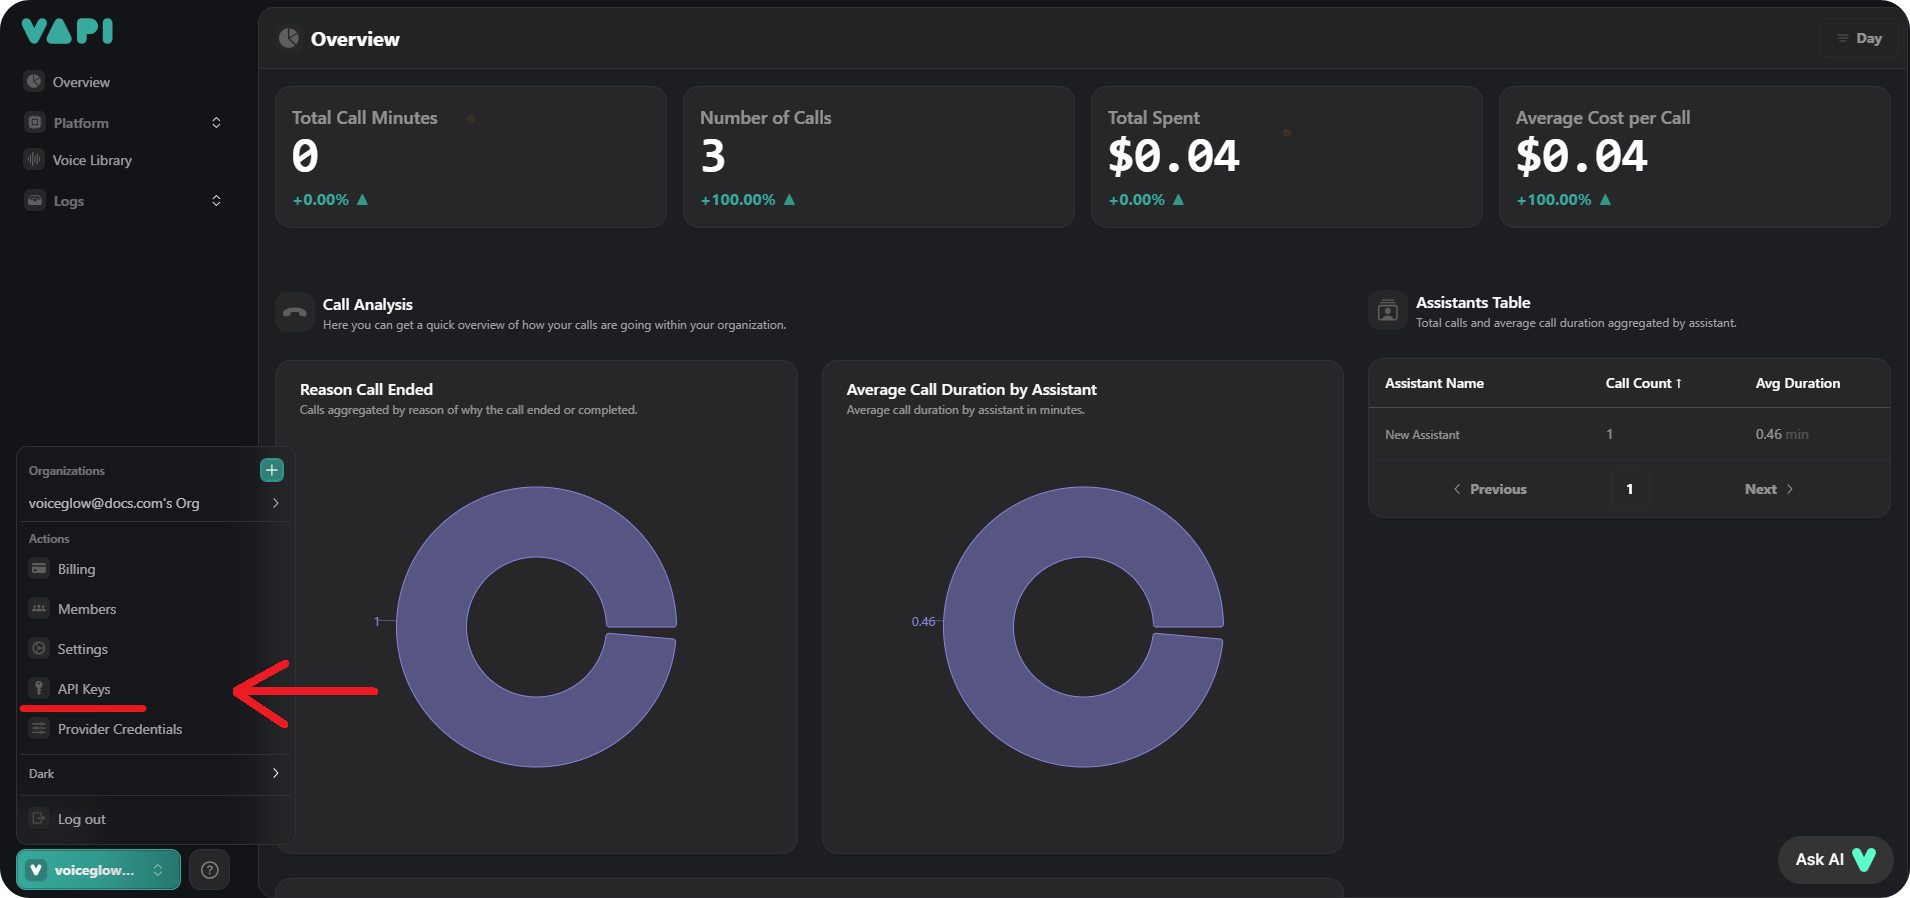 VAPI
Overview
Platform
Voice Library
Logs
Organizations
voiceglow@docs.com's Org
Actions
Billing
Members
Settings
API Keys
Provider Credentials
Dark
Log out
voiceglow...
Overview
Day
Total Call Minutes
0
+0.00%
Number of Calls
3
+100.00%
Total Spent
$0.04
+0.00%
Average Cost per Call
$0.04
+100.00%
Call Analysis
Here you can get a quick overview of how your calls are going within your organization.
Reason Call Ended
Calls aggregated by reason of why the call ended or completed.
1
Average Call Duration by Assistant
Average call duration by assistant in minutes.
0.46
Assistants Table
Total calls and average call duration aggregated by assistant.
Assistant Name Call Count ↑ Avg Duration
New Assistant 1 0.46 min
Previous 1 Next
Ask AI